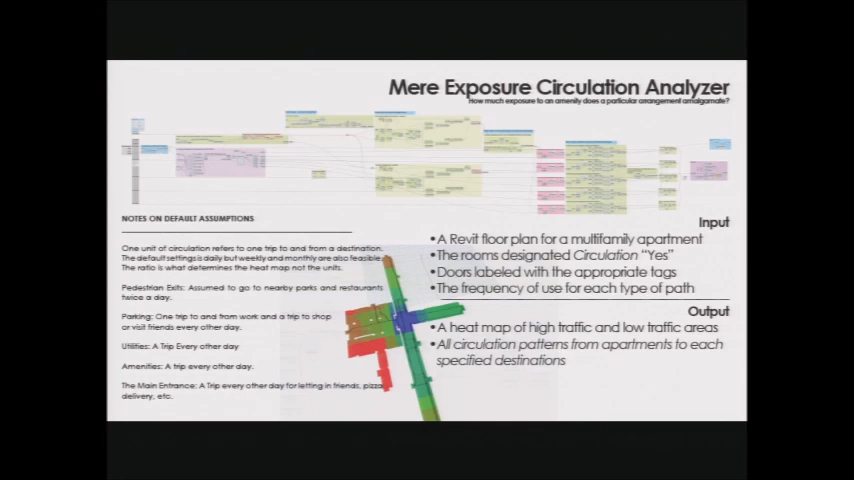 Mere Exposure Circulation Analyzer
How much exposure to an amenity does a particular arrangement amalgamate?
NOTES ON DEFAULT ASSUMPTIONS
One unit of circulation refers to one trip to and from a destination.
The default settings is daily but weekly and monthly are also feasible.
The ratio is what determines the heat map not the units.
Pedestrian Exits: Assumed to go to nearby parks and restaurants
twice a day.
Parking: One trip to and from work and a trip to shop
or visit friends every other day.
Utilities: A Trip Every other day
Amenities: A trip every other day.
The Main Entrance: A Trip every other day for letting in friends, pizza
delivery, etc.
Input
•A Revit floor plan for a multifamily apartment
•The rooms designated Circulation “Yes”
•Doors labeled with the appropriate tags
•The frequency of use for each type of path
Output
•A heat map of high traffic and low traffic areas
•All circulation patterns from apartments to each
specified destinations